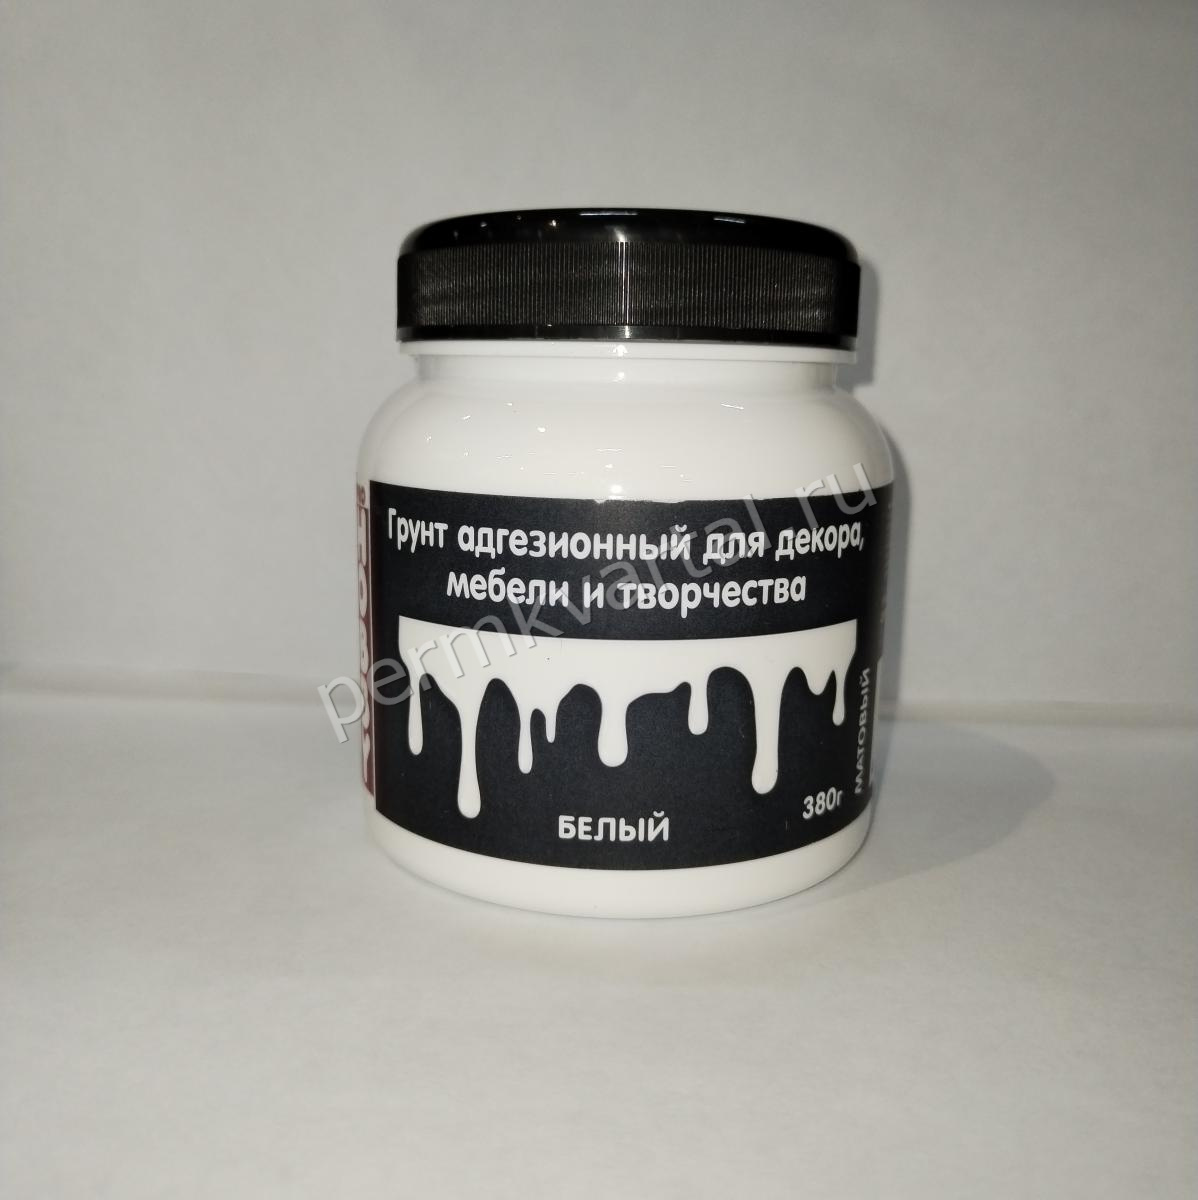 Грунт адгезионный для декора,
мебели и творчества
БЕЛЫЙ
380г
МАТОВЫЙ
permkvartal.ru